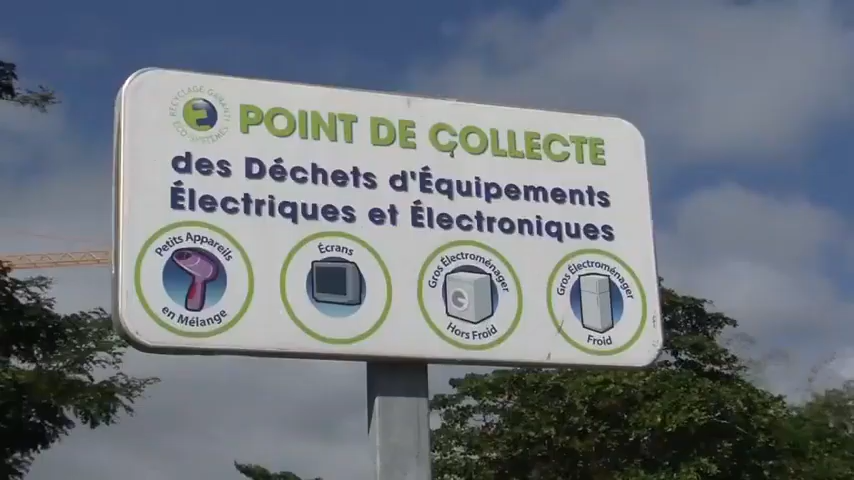 RECYCLAGE GARANTI
ECO-SYSTÈMES
POINT DE COLLECTE
des Déchets d'Équipements
Électriques et Électroniques
Petits Appareils
en Mélange
Écrans
Gros Électroménager
Hors Froid
Gros Électroménager
Froid